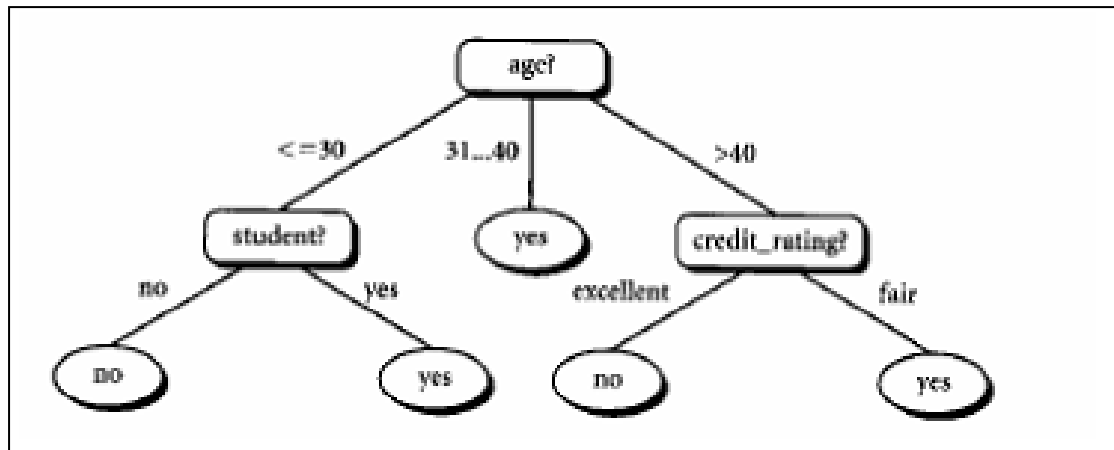 age?
<=30
31...40
>40
student?
yes
credit_rating?
no
yes
excellent
fair
no
yes
no
yes